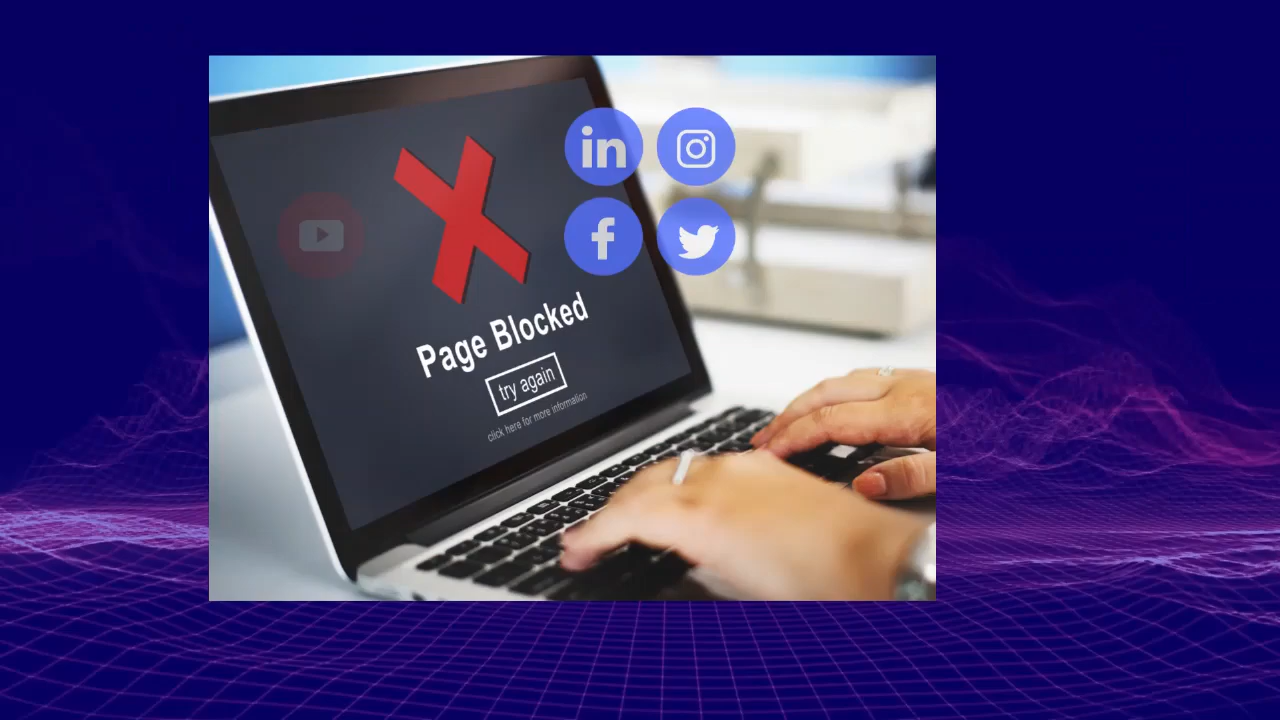 in
f
Page Blocked
try again
click here for more information